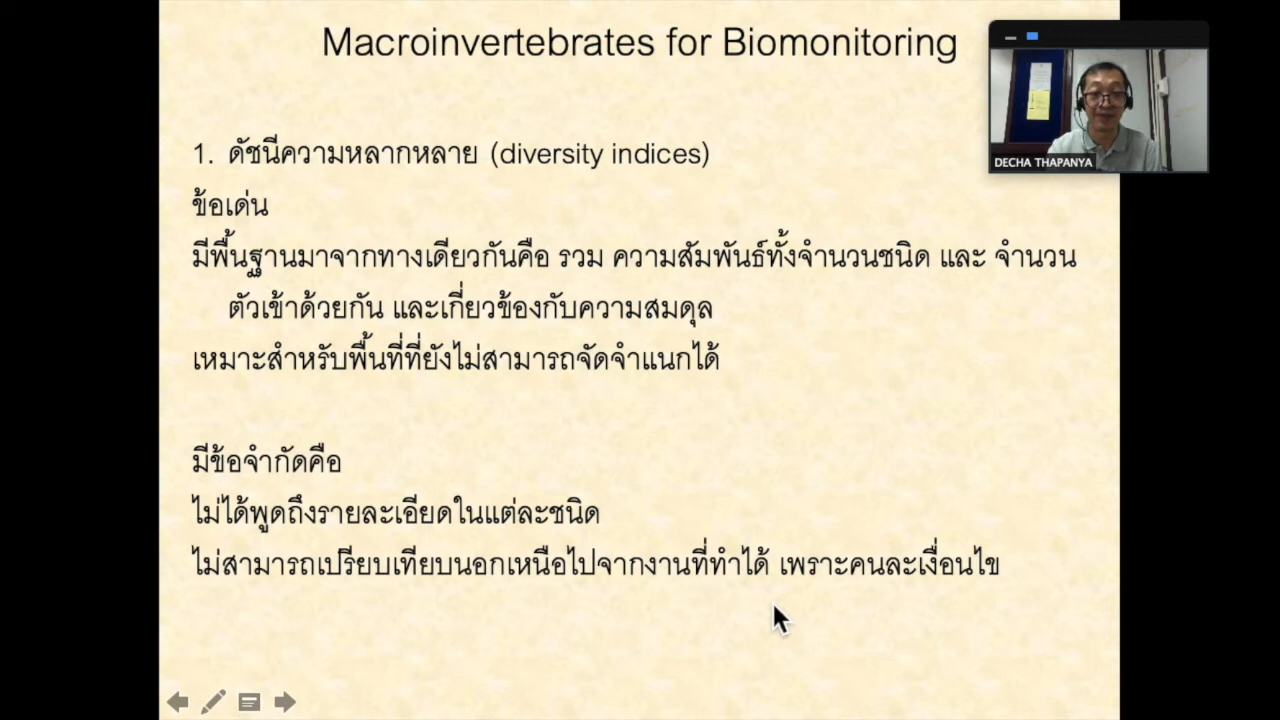 Macroinvertebrates for Biomonitoring
DECHA THAPANYA
1. ดัชนีความหลากหลาย (diversity indices)
ข้อเด่น
มีพื้นฐานมาจากทางเดียวกันคือ รวม ความสัมพันธ์ทั้งจำนวนชนิด และ จำนวน
ตัวเข้าด้วยกัน และเกี่ยวข้องกับความสมดุล
เหมาะสำหรับพื้นที่ที่ยังไม่สามารถจัดจำแนกได้
มีข้อจำกัดคือ
ไม่ได้พูดถึงรายละเอียดในแต่ละชนิด
ไม่สามารถเปรียบเทียบนอกเหนือไปจากงานที่ทำได้ เพราะคนละเงื่อนไข